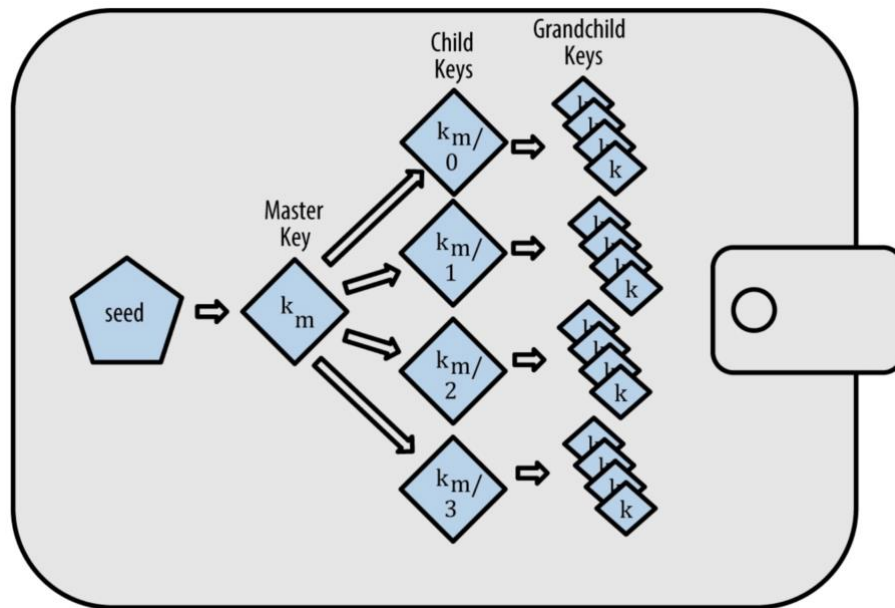 Child
Keys
Grandchild
Keys
Master
Key
seed
k m
k m/
0
k m/
1
k m/
2
k m/
3
k
k
k
k